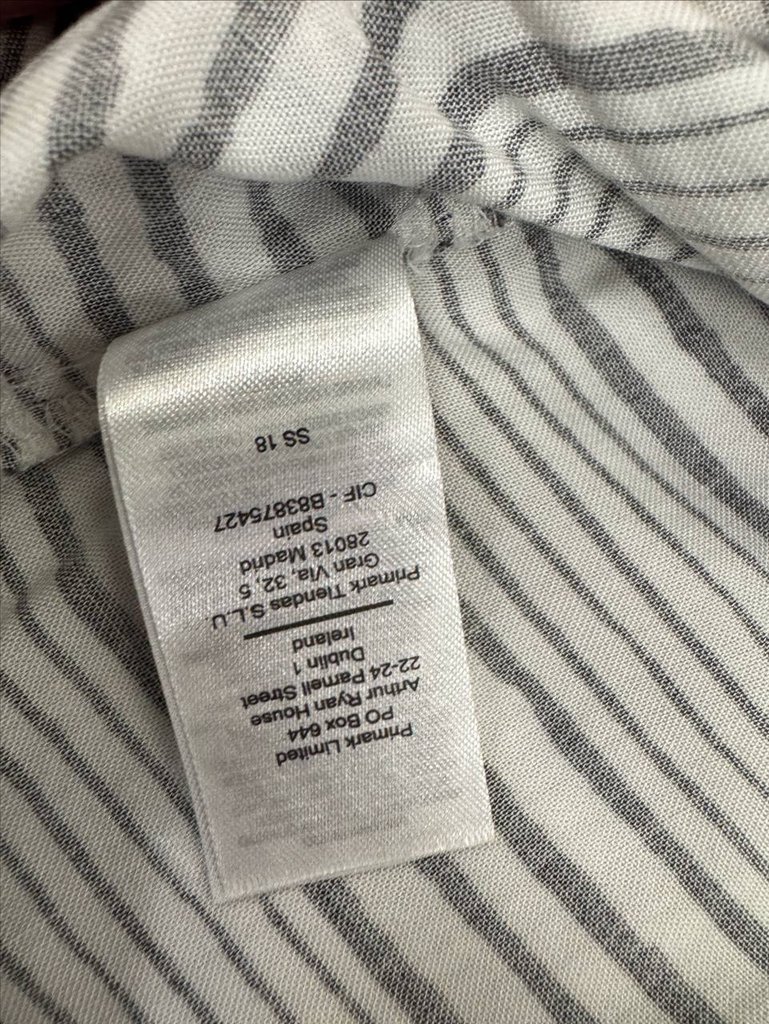 Primark Limited
PO Box 644
Arthur Ryan House
22-24 Parnell Street
Dublin 1
Ireland
Primark Tiendas S.L.U.
Gran Via, 32, 5
28013 Madrid
Spain
CIF - B83875427
SS 18